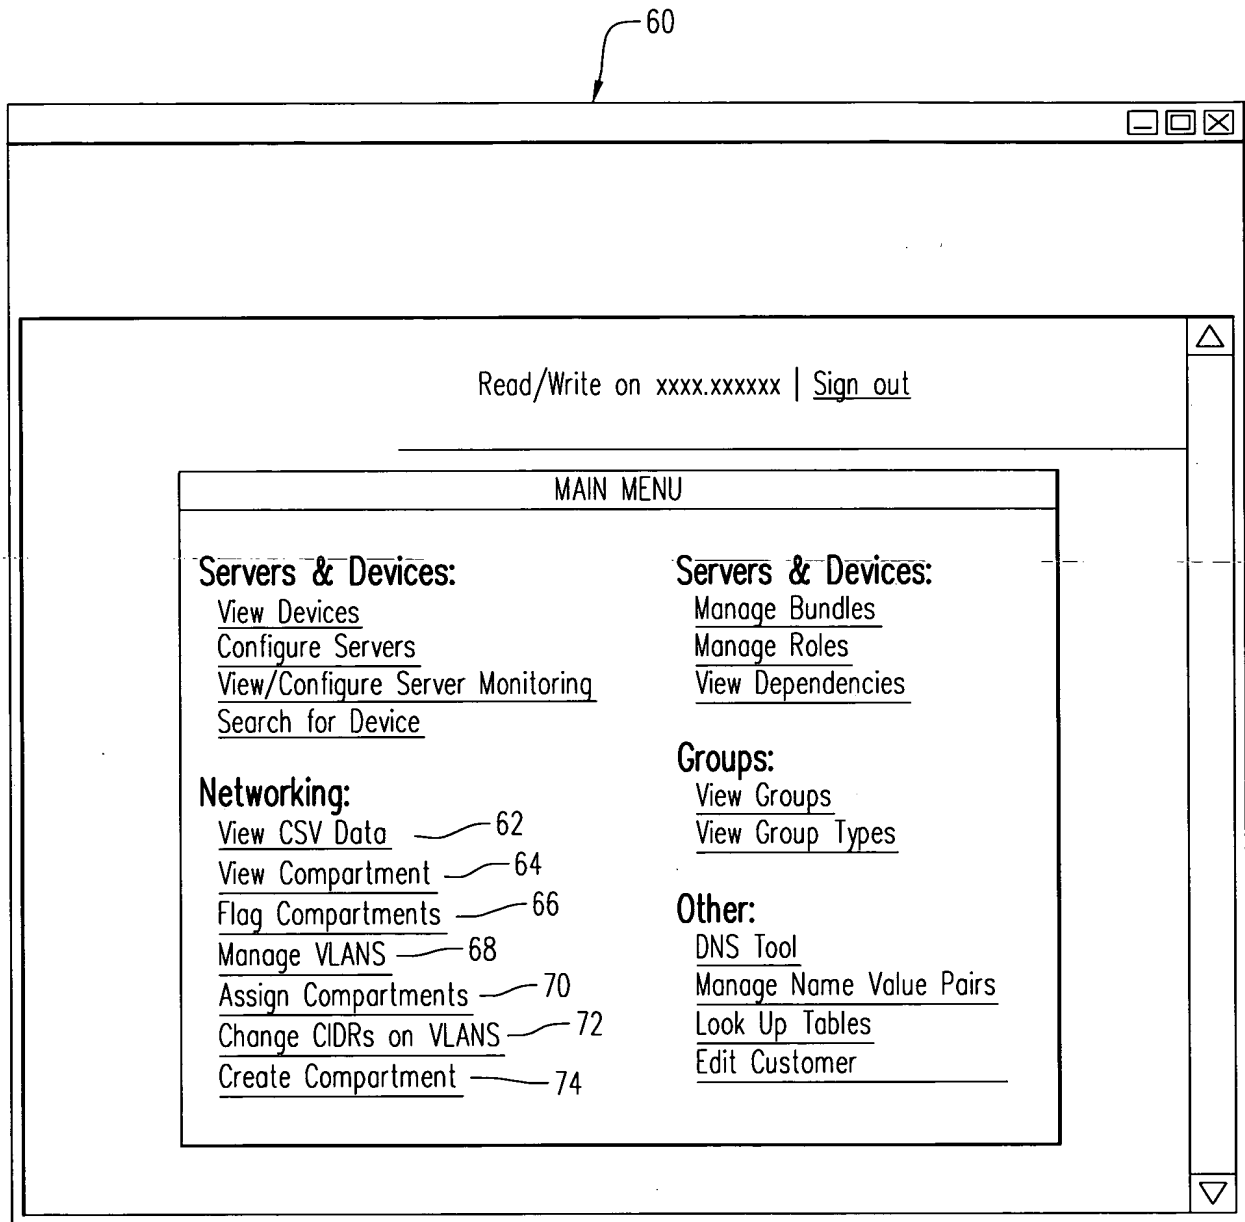 60
Read/Write on xxxx.xxxxxx | Sign out
MAIN MENU
Servers & Devices:
View Devices
Configure Servers
View/Configure Server Monitoring
Search for Device
Networking:
View CSV Data 62
View Compartment 64
Flag Compartments 66
Manage VLANS 68
Assign Compartments 70
Change CIDRs on VLANS 72
Create Compartment 74
Servers & Devices:
Manage Bundles
Manage Roles
View Dependencies
Groups:
View Groups
View Group Types
Other:
DNS Tool
Manage Name Value Pairs
Look Up Tables
Edit Customer